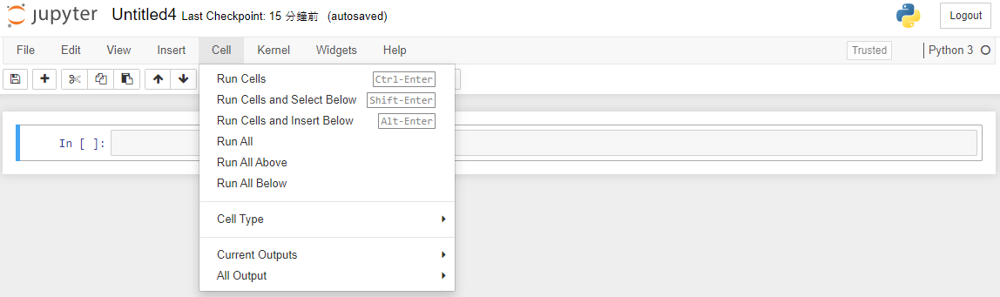 jupyter Untitled4 Last Checkpoint: 15 分鐘前 (autosaved) Logout
File Edit View Insert Cell Kernel Widgets Help Trusted Python 3
Run Cells Ctrl-Enter
Run Cells and Select Below Shift-Enter
Run Cells and Insert Below Alt-Enter
In [ ]:
Run All
Run All Above
Run All Below
Cell Type
Current Outputs
All Output